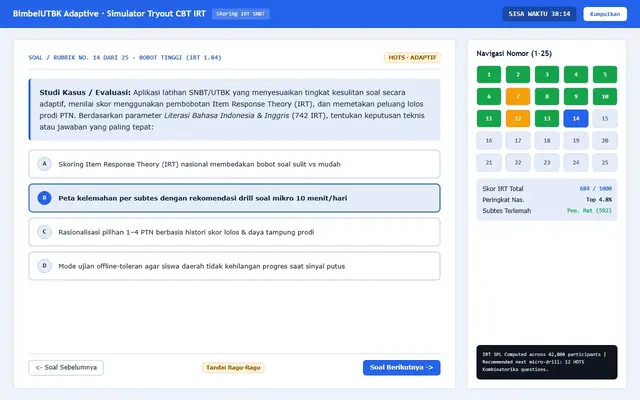 BimbelUTBK Adaptive · Simulator Tryout CBT IRT
Skoring IRT SNBT
SISA WAKTU 38:14
Kumpulkan
SOAL / RUBRIK NO. 14 DARI 25 · BOBOT TINGGI (IRT 1.84)
HOTS · ADAPTIF
Studi Kasus / Evaluasi: Aplikasi latihan SNBT/UTBK yang menyesuaikan tingkat kesulitan soal secara
adaptif, menilai skor menggunakan pembobotan Item Response Theory (IRT), dan memetakan peluang lolos
prodi PTN. Berdasarkan parameter Literasi Bahasa Indonesia & Inggris (742 IRT), tentukan keputusan teknis
atau jawaban yang paling tepat:
A Skoring Item Response Theory (IRT) nasional membedakan bobot soal sulit vs mudah
B Peta kelemahan per subtes dengan rekomendasi drill soal mikro 10 menit/hari
C Rasionalisasi pilihan 1–4 PTN berbasis histori skor lolos & daya tampung prodi
D Mode ujian offline-toleran agar siswa daerah tidak kehilangan progres saat sinyal putus
<- Soal Sebelumnya
Tandai Ragu-Ragu
Soal Berikutnya ->
Navigasi Nomor (1-25)
1 2 3 4 5
6 7 8 9 10
11 12 13 14 15
16 17 18 19 20
21 22 23 24 25
Skor IRT Total 684 / 1000
Peringkat Nas. Top 4.8%
Subtes Terlemah Pen. Mat (592)
IRT 3PL Computed across 42,800 participants |
Recommended next micro-drill: 12 HOTS
Kombinatorika questions.